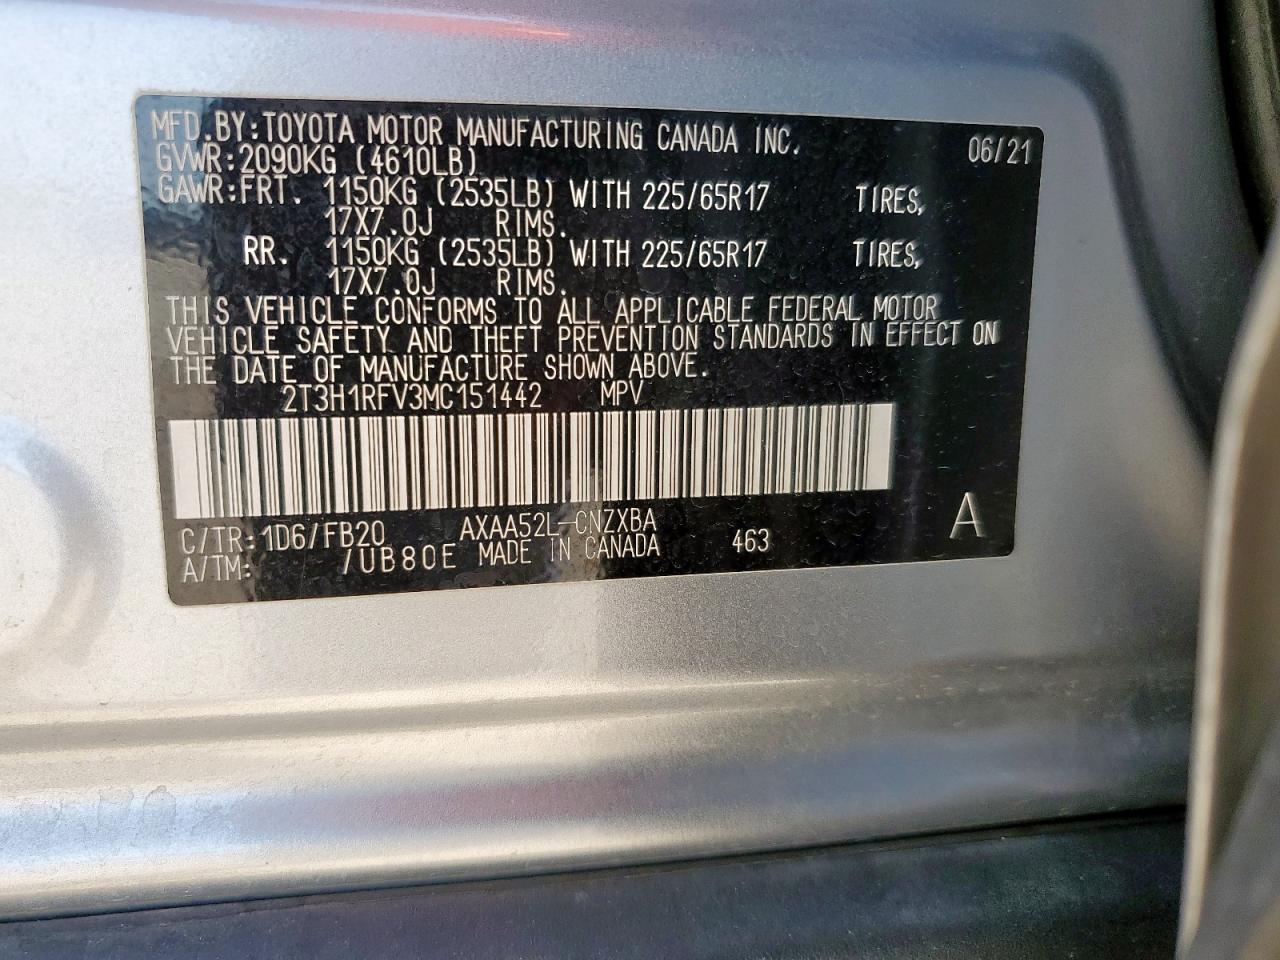 MFD.BY:TOYOTA MOTOR MANUFACTURING CANADA INC. 06/21
GVWR:2090KG (4610LB)
GAWR:FRT. 1150KG (2535LB) WITH 225/65R17 TIRES,
17X7.0J RIMS.
RR. 1150KG (2535LB) WITH 225/65R17 TIRES,
17X7.0J RIMS.
THIS VEHICLE CONFORMS TO ALL APPLICABLE FEDERAL MOTOR
VEHICLE SAFETY AND THEFT PREVENTION STANDARDS IN EFFECT ON
THE DATE OF MANUFACTURE SHOWN ABOVE.
2T3H1RFV3MC151442 MPV
C/TR:1D6/FB20 AXAA52L-CNZXBA 463 A
A/TM: /UB80E MADE IN CANADA